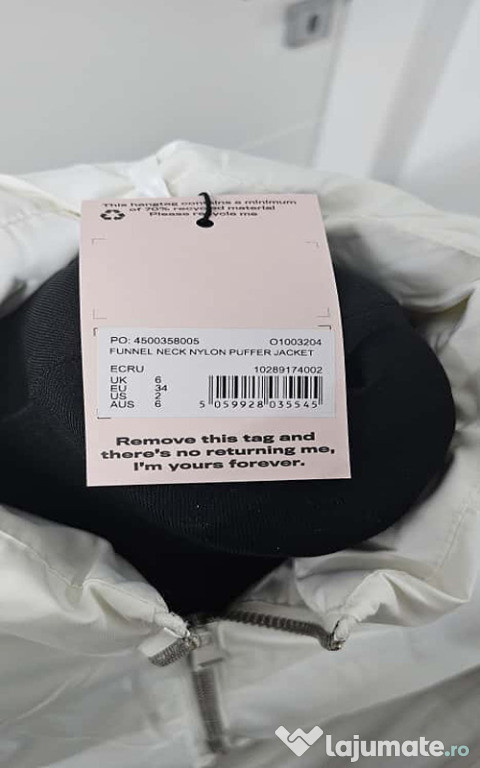 This hangtag contains a minimum
of 70% recycled material
Please recycle me
PO: 4500358005 O1003204
FUNNEL NECK NYLON PUFFER JACKET
ECRU 10289174002
UK 6
EU 34
US 2
AUS 6
5 059928 035545
Remove this tag and
there's no returning me,
I'm yours forever.
lajumate.ro